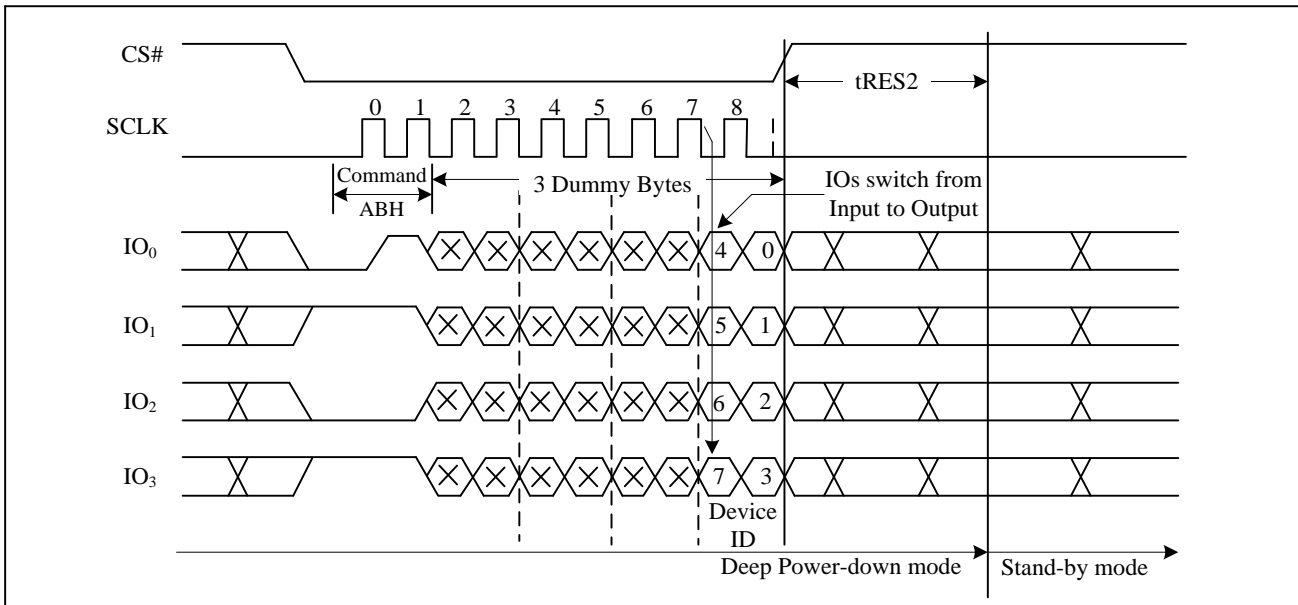 CS#
tRES2
0 1 2 3 4 5 6 7 8
SCLK
Command
ABH
3 Dummy Bytes
IOs switch from
Input to Output
IO0
4 0
IO1
5 1
IO2
6 2
IO3
7 3
Device
ID
Deep Power-down mode
Stand-by mode